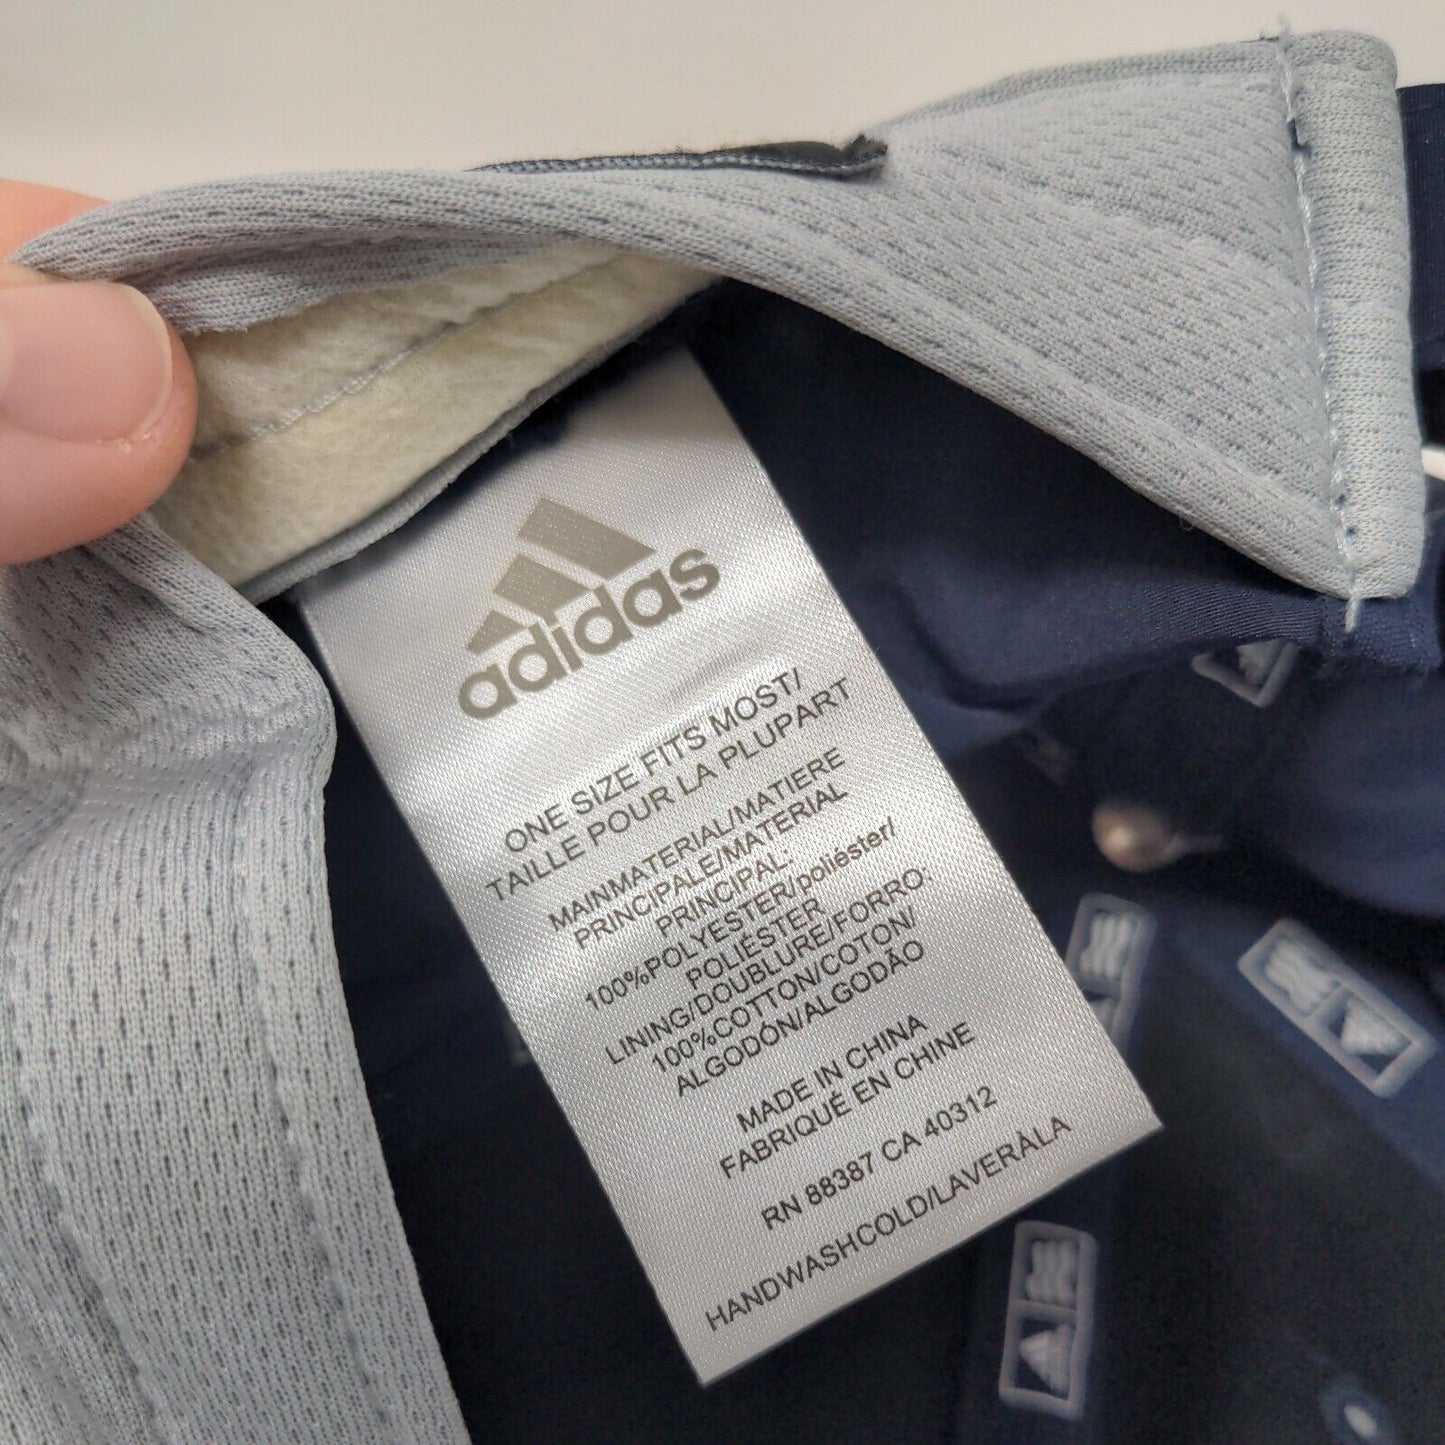 adidas
ONE SIZE FITS MOST/
TAILLE POUR LA PLUPART
MAINMATERIAL/MATIERE
PRINCIPALE/MATERIAL
PRINCIPAL:
100%POLYESTER/poliéster/
POLIÉSTER
LINING/DOUBLURE/FORRO:
100%COTTON/COTON/
ALGODÓN/ALGODÃO
MADE IN CHINA
FABRIQUÉ EN CHINE
RN 88387 CA 40312
HANDWASHCOLD/LAVERÀLA